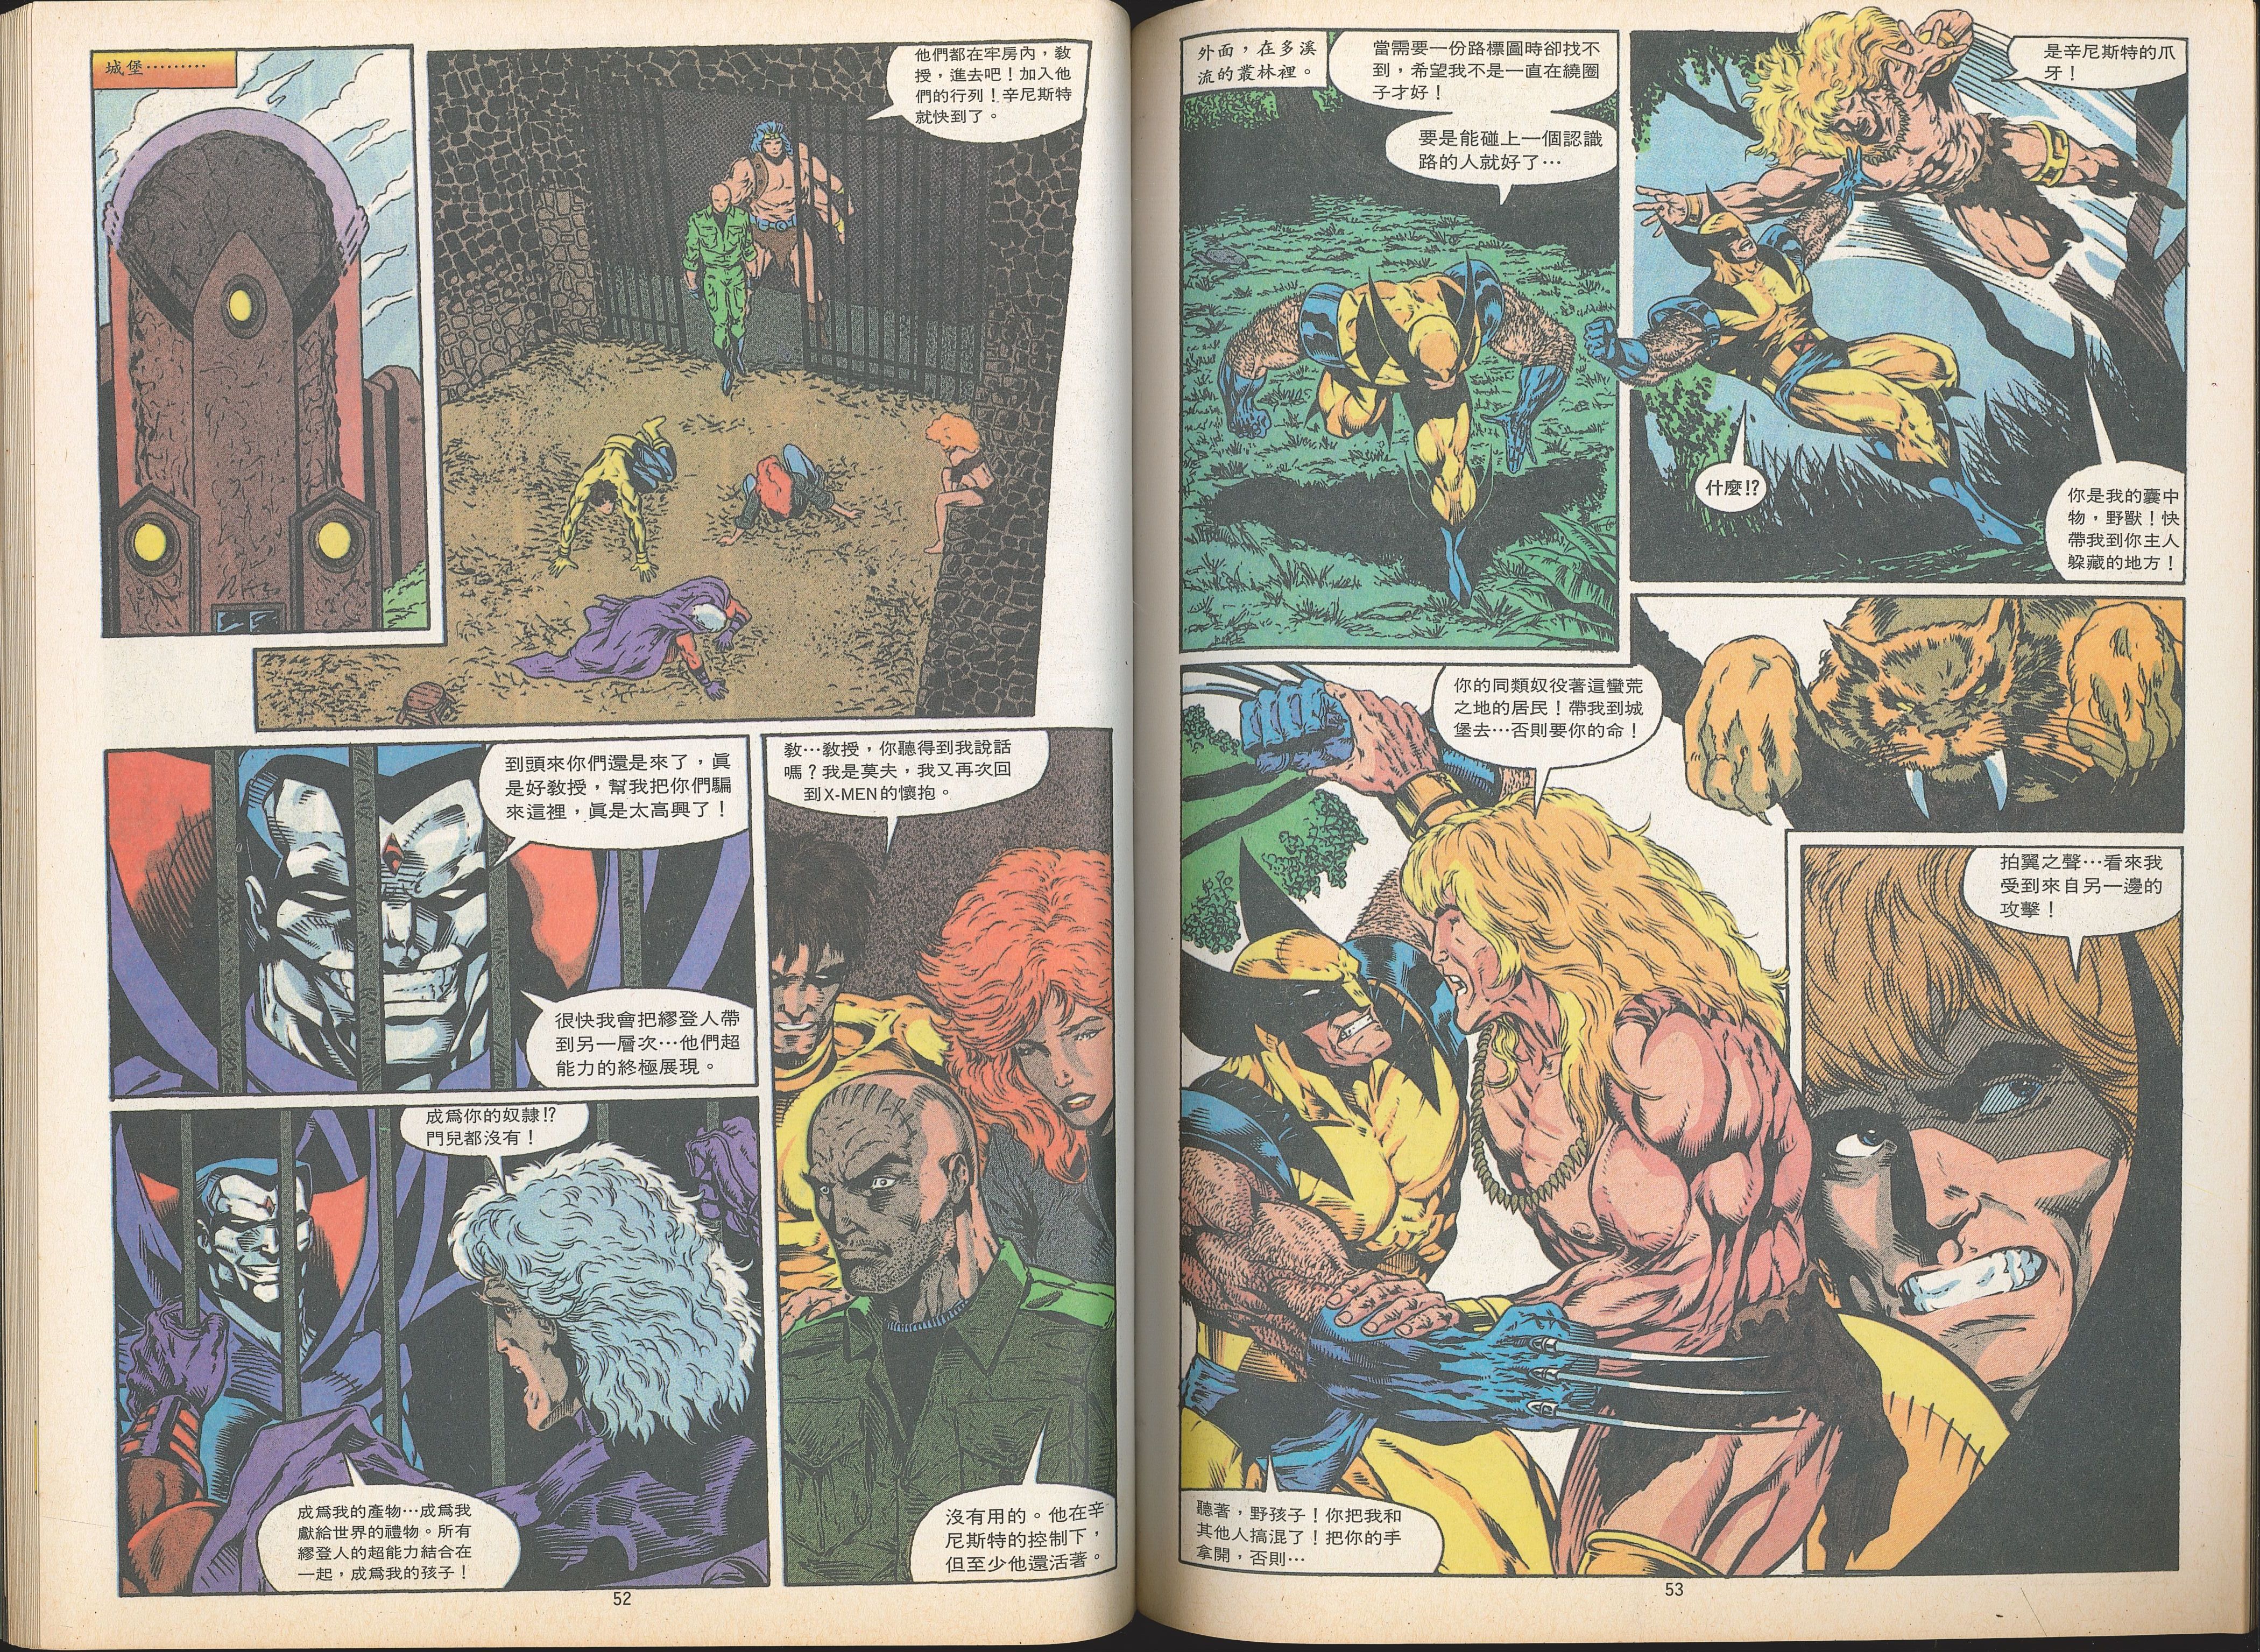 城堡………
他們都在牢房內，教
授，進去吧！加入他
們的行列！辛尼斯特
就快到了。
到頭來你們還是來了，眞
是好教授，幫我把你們騙
來這裡，眞是太高興了！
很快我會把繆登人帶
到另一層次…他們超
能力的終極展現。
教…教授，你聽得到我說話
嗎？我是莫夫，我又再次回
到X-MEN的懷抱。
成爲你的奴隸!?
門兒都沒有！
成爲我的產物…成爲我
獻給世界的禮物。所有
繆登人的超能力結合在
一起，成爲我的孩子！
沒有用的。他在辛
尼斯特的控制下，
但至少他還活著。
52
外面，在多溪
流的叢林裡。
當需要一份路標圖時卻找不
到，希望我不是一直在繞圈
子才好！
要是能碰上一個認識
路的人就好了…
是辛尼斯特的爪
牙！
什麼!?
你是我的囊中
物，野獸！快
帶我到你主人
躲藏的地方！
你的同類奴役著這蠻荒
之地的居民！帶我到城
堡去…否則要你的命！
拍翼之聲…看來我
受到來自另一邊的
攻擊！
聽著，野孩子！你把我和
其他人搞混了！把你的手
拿開，否則…
53